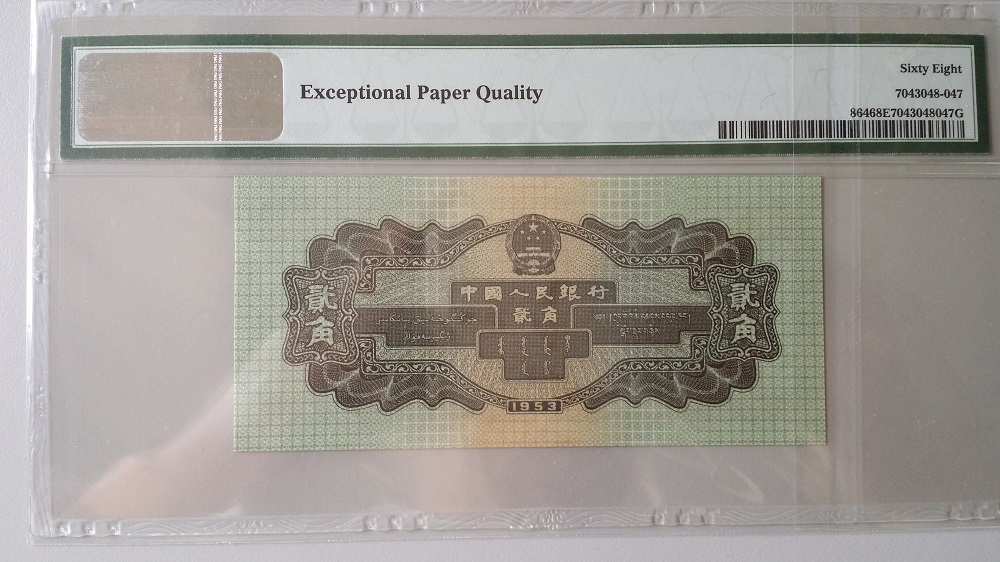 Exceptional Paper Quality
Sixty Eight
7043048-047
86468E7043048047G
中國人民銀行
貳角
貳角
貳角
1953